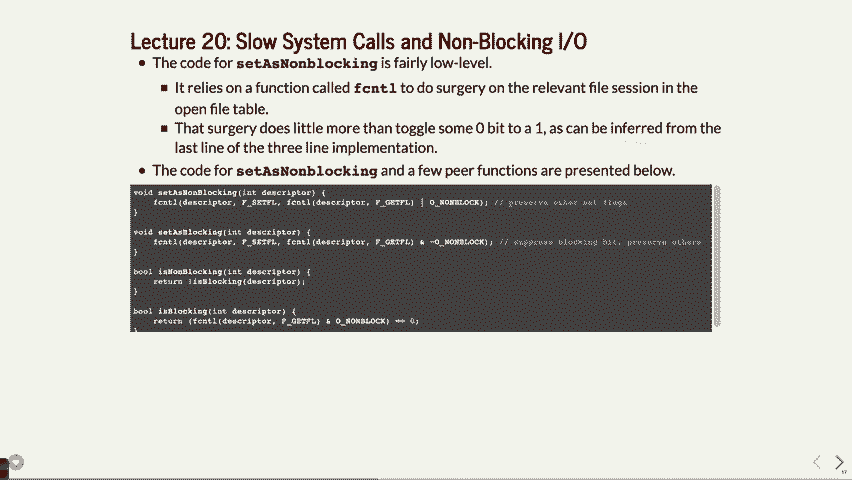 Lecture 20: Slow System Calls and Non-Blocking I/O
• The code for setAsNonblocking is fairly low-level.
▪ It relies on a function called fcntl to do surgery on the relevant file session in the
open file table.
▪ That surgery does little more than toggle some 0 bit to a 1, as can be inferred from the
last line of the three line implementation.
• The code for setAsNonblocking and a few peer functions are presented below.
void setAsNonBlocking(int descriptor) {
fcntl(descriptor, F_SETFL, fcntl(descriptor, F_GETFL) | O_NONBLOCK); // preserve other set flags
}
void setAsBlocking(int descriptor) {
fcntl(descriptor, F_SETFL, fcntl(descriptor, F_GETFL) & ~O_NONBLOCK); // suppress blocking bit, preserve others
}
bool isNonBlocking(int descriptor) {
return !isBlocking(descriptor);
}
bool isBlocking(int descriptor) {
return (fcntl(descriptor, F_GETFL) & O_NONBLOCK) == 0;
}